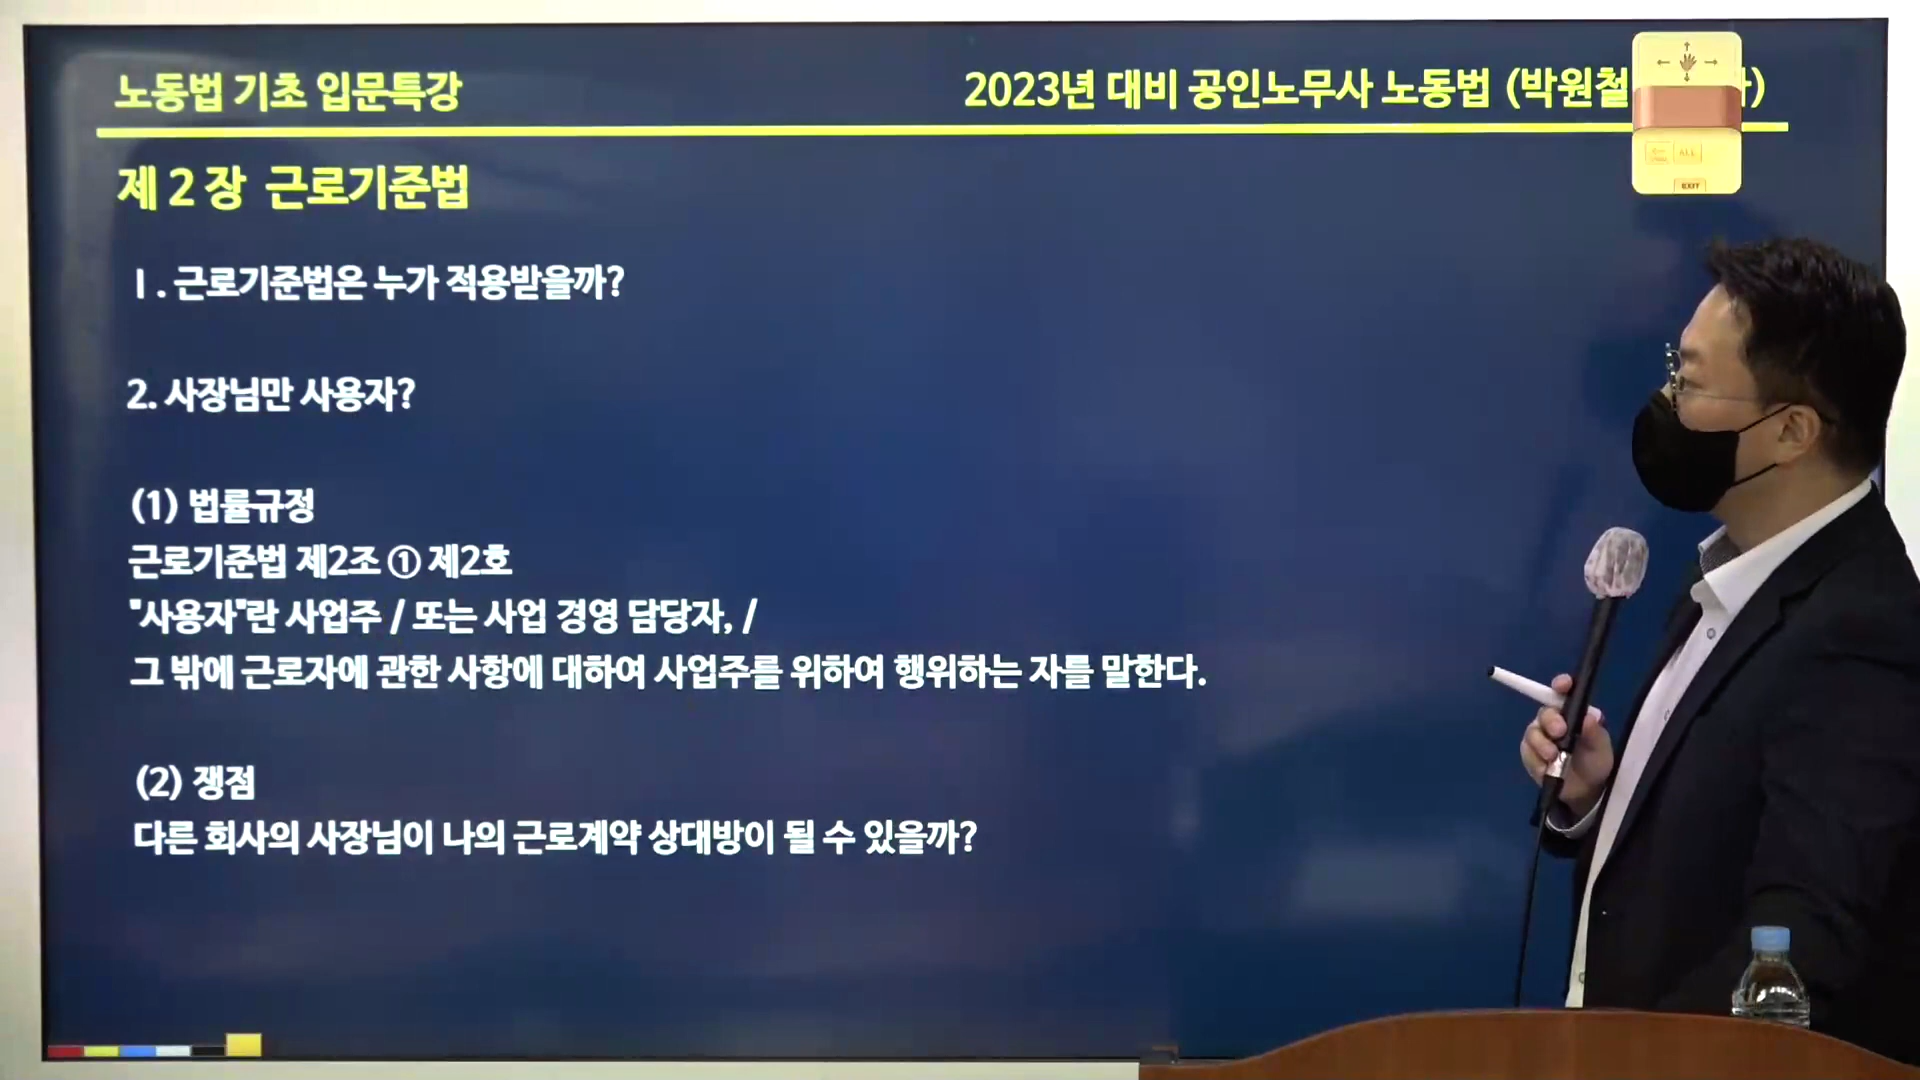 노동법 기초 입문특강
2023년 대비 공인노무사 노동법 (박원철
제 2 장 근로기준법
1. 근로기준법은 누가 적용받을까?
2. 사장님만 사용자?
(1) 법률규정
근로기준법 제2조 ① 제2호
"사용자"란 사업주 / 또는 사업 경영 담당자, /
그 밖에 근로자에 관한 사항에 대하여 사업주를 위하여 행위하는 자를 말한다.
(2) 쟁점
다른 회사의 사장님이 나의 근로계약 상대방이 될 수 있을까?
ALL
EXIT